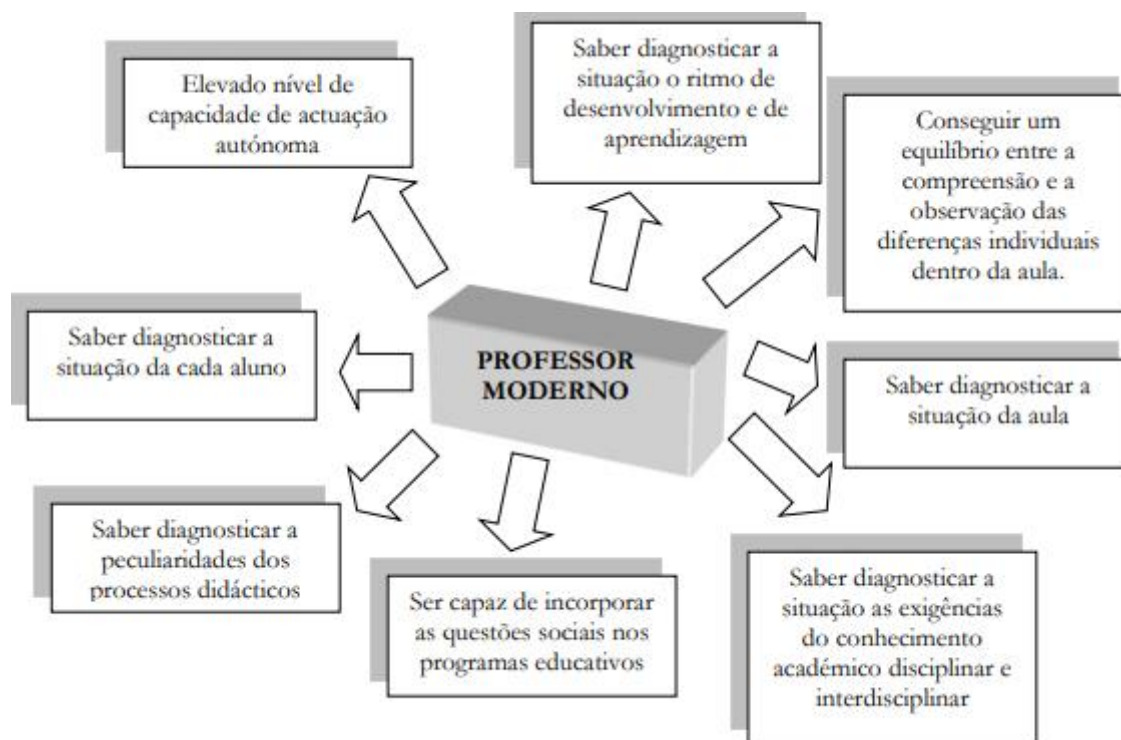 Elevado nível de
capacidade de actuação
autónoma
Saber diagnosticar a
situação o ritmo de
desenvolvimento e de
aprendizagem
Conseguir um
equilíbrio entre a
compreensão e a
observação das
diferenças individuais
dentro da aula.
Saber diagnosticar a
situação da cada aluno
PROFESSOR
MODERNO
Saber diagnosticar a
situação da aula
Saber diagnosticar a
peculiaridades dos
processos didácticos
Ser capaz de incorporar
as questões sociais nos
programas educativos
Saber diagnosticar a
situação as exigências
do conhecimento
académico disciplinar e
interdisciplinar